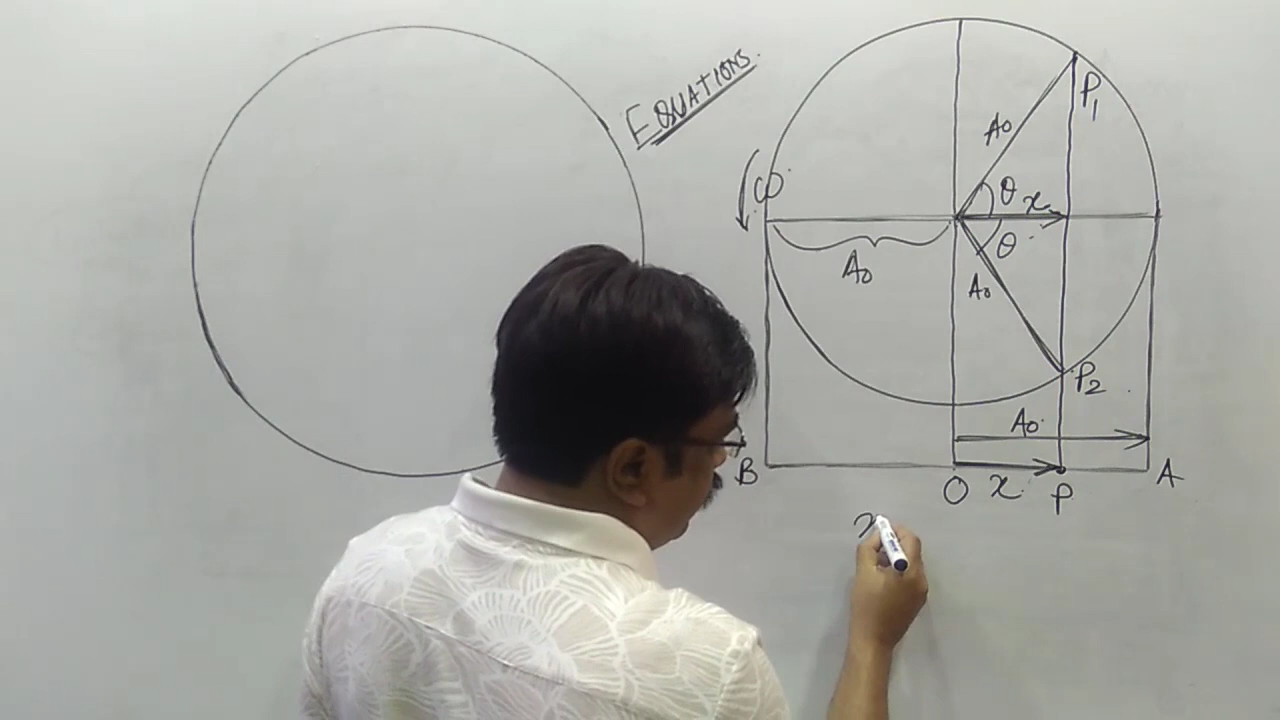 EQUATIONS.
P₁
A₀
ω
θ
x
θ
A₀
A₀
P₂
A₀
B
O
x
P
A
x